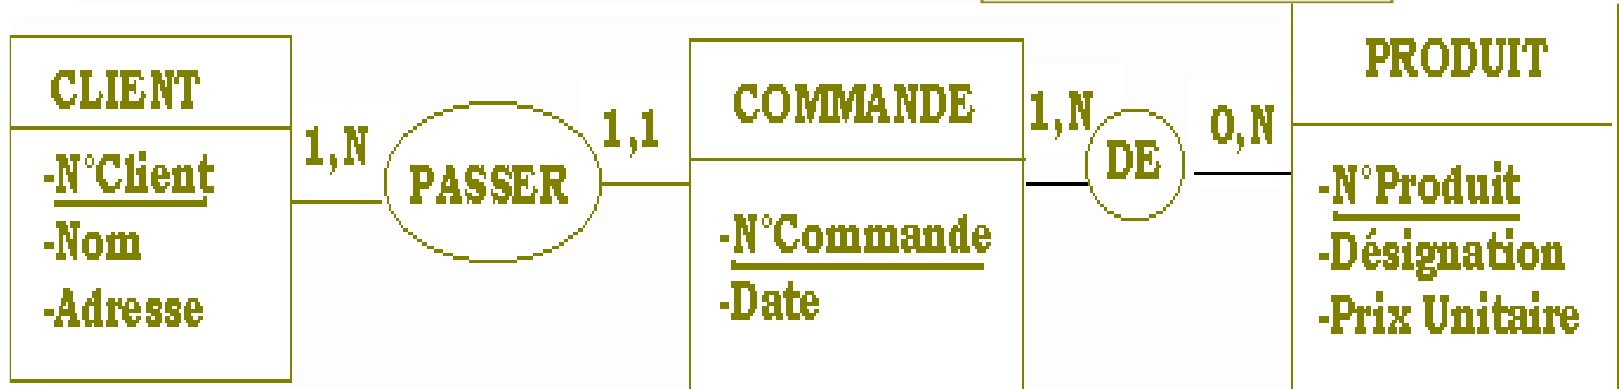 CLIENT
-N°Client
-Nom
-Adresse
1,N
PASSER
1,1
COMMANDE
-N°Commande
-Date
1,N
DE
0,N
PRODUIT
-N°Produit
-Désignation
-Prix Unitaire